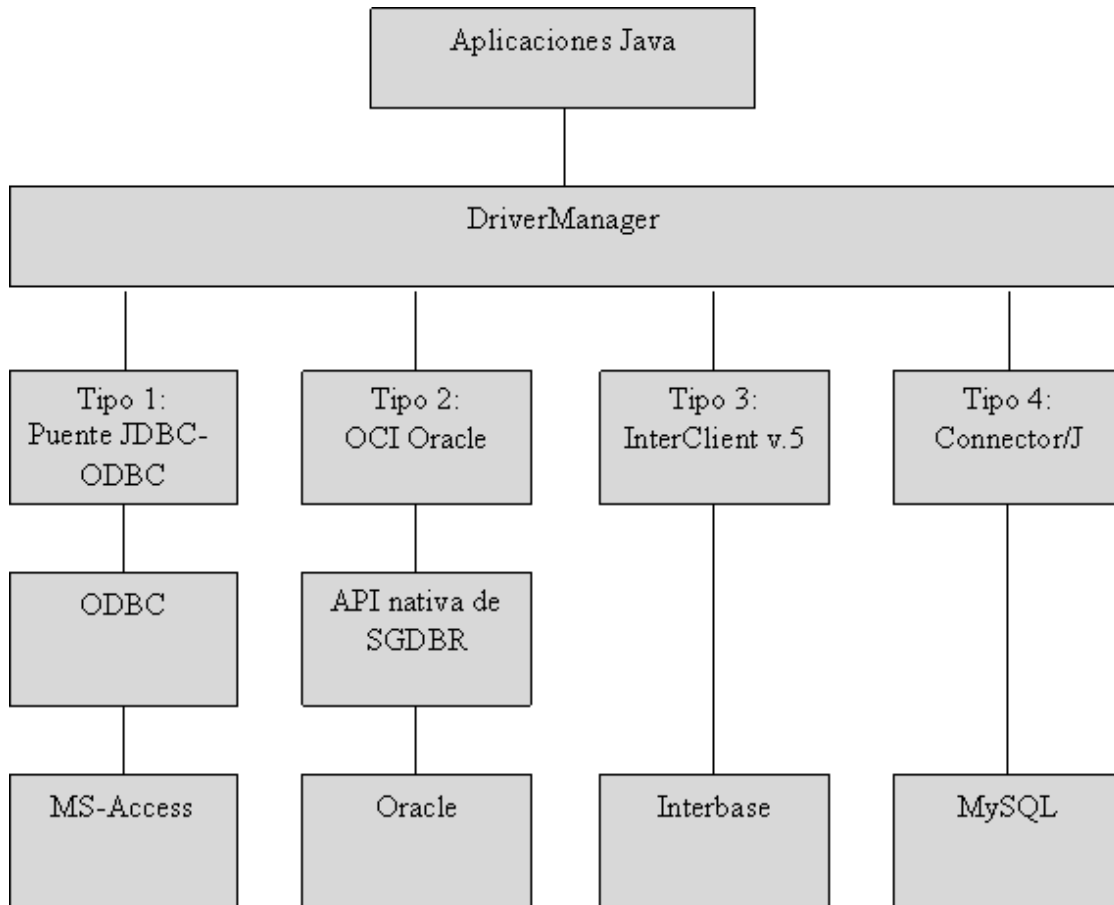 Aplicaciones Java
DriverManager
Tipo 1:
Puente JDBC-
ODBC
Tipo 2:
OCI Oracle
Tipo 3:
InterClient v.5
Tipo 4:
Connector/J
ODBC
API nativa de
SGDBR
MS-Access
Oracle
Interbase
MySQL